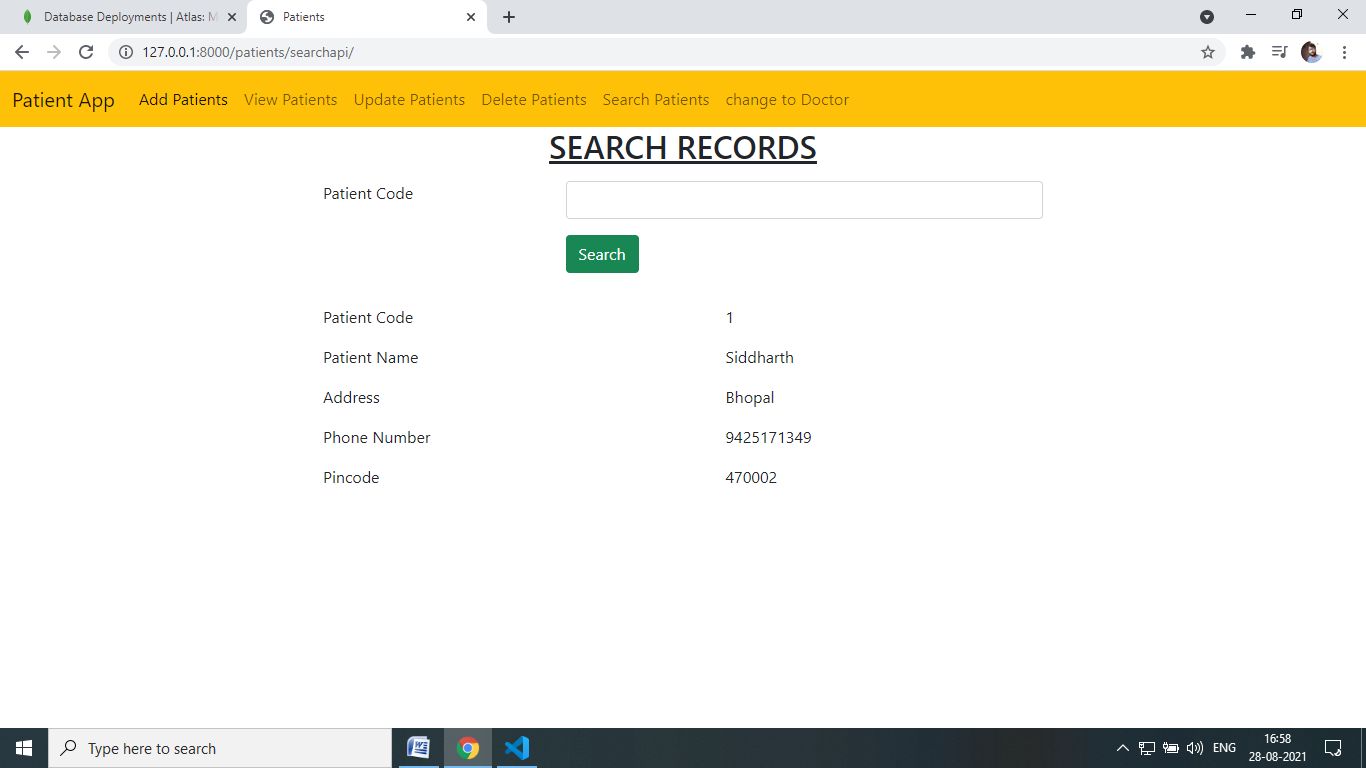 Database Deployments | Atlas: M
Patients
127.0.0.1:8000/patients/searchapi/
Patient App Add Patients View Patients Update Patients Delete Patients Search Patients change to Doctor
SEARCH RECORDS
Patient Code
Search
Patient Code 1
Patient Name Siddharth
Address Bhopal
Phone Number 9425171349
Pincode 470002
Type here to search
ENG
16:58
28-08-2021